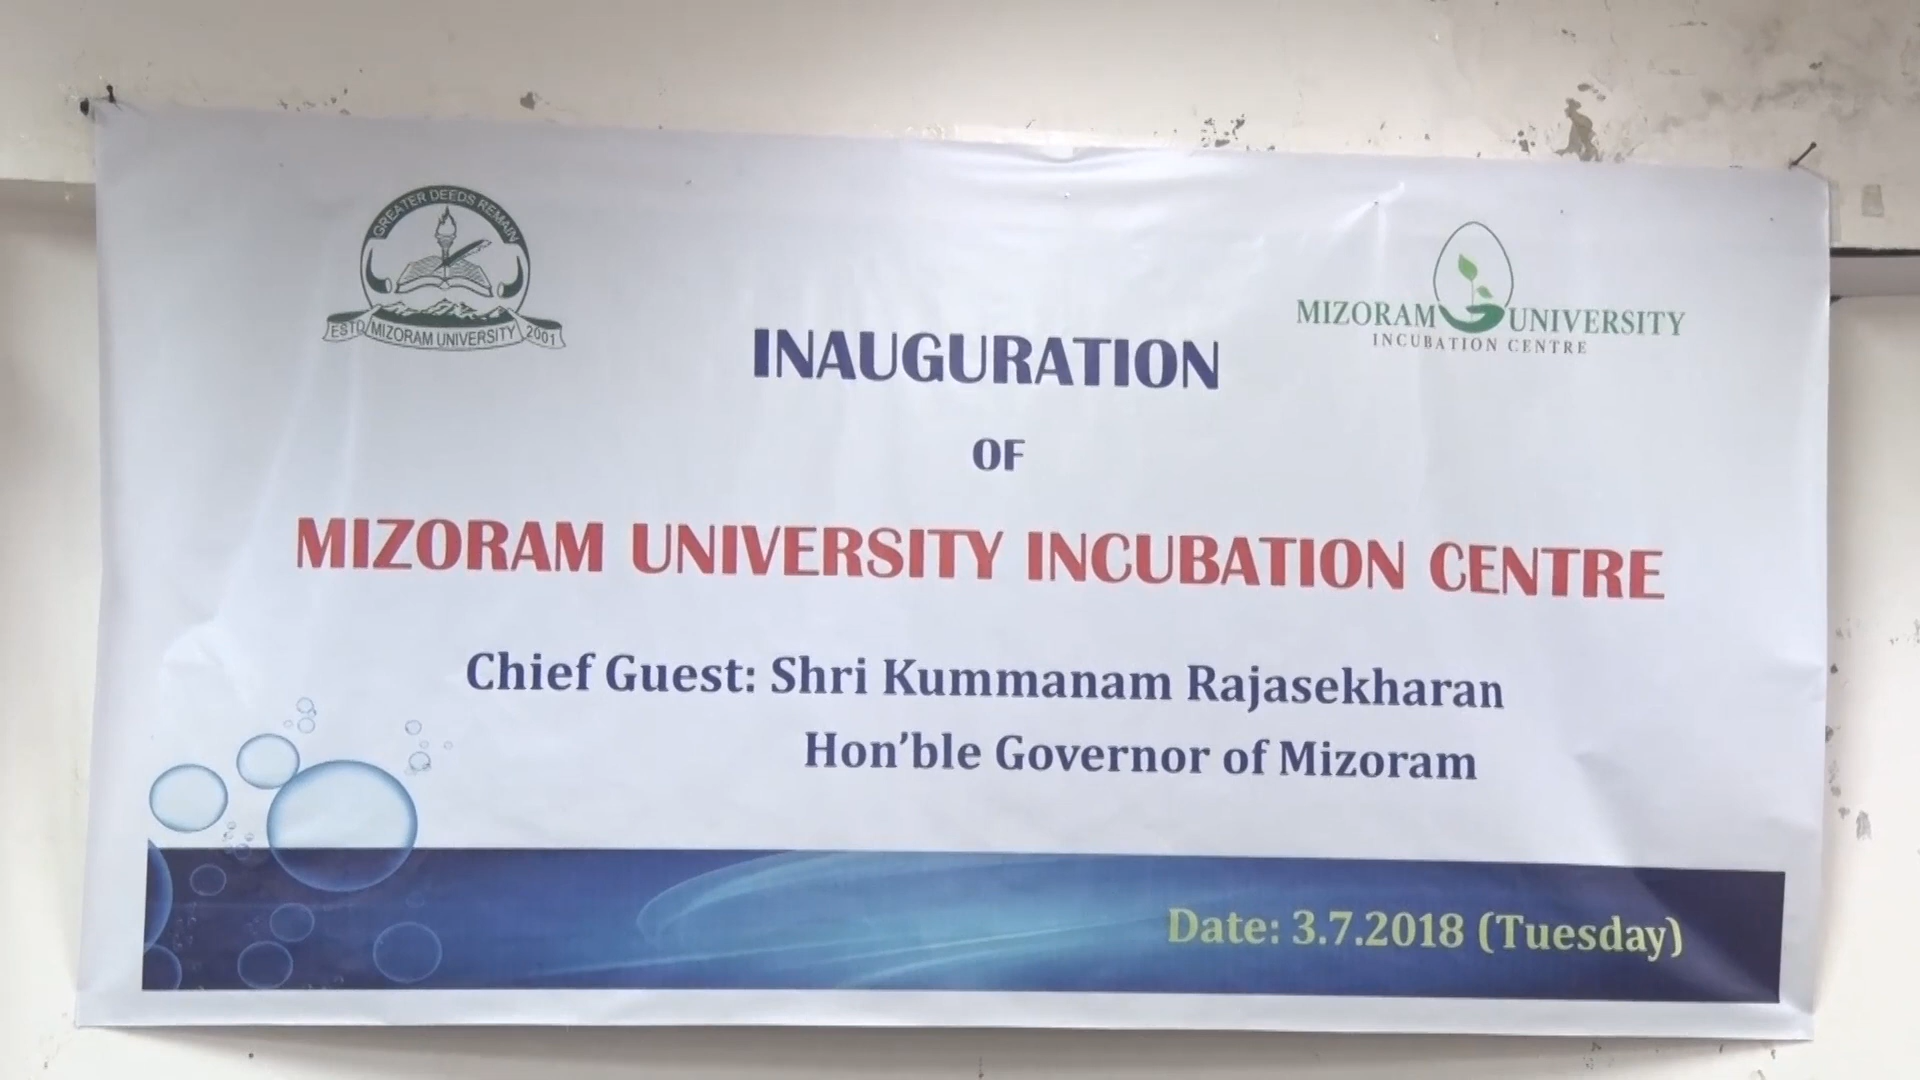 GREATER DEEDS REMAIN
ESTD MIZORAM UNIVERSITY 2001
MIZORAM UNIVERSITY
INCUBATION CENTRE
INAUGURATION
OF
MIZORAM UNIVERSITY INCUBATION CENTRE
Chief Guest: Shri Kummanam Rajasekharan
Hon'ble Governor of Mizoram
Date: 3.7.2018 (Tuesday)